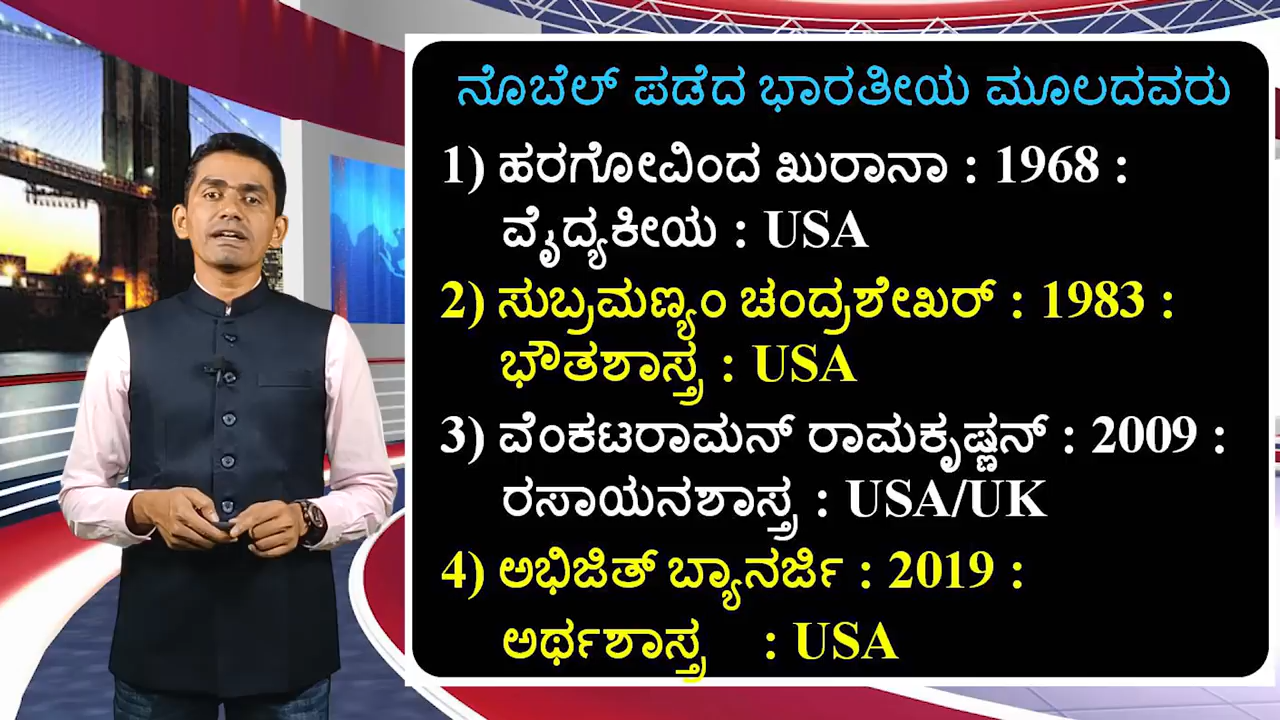 ನೊಬೆಲ್ ಪಡೆದ ಭಾರತೀಯ ಮೂಲದವರು
1) ಹರಗೋವಿಂದ ಖುರಾನಾ : 1968 :
ವೈದ್ಯಕೀಯ : USA
2) ಸುಬ್ರಮಣ್ಯಂ ಚಂದ್ರಶೇಖರ್ : 1983 :
ಭೌತಶಾಸ್ತ್ರ : USA
3) ವೆಂಕಟರಾಮನ್ ರಾಮಕೃಷ್ಣನ್ : 2009 :
ರಸಾಯನಶಾಸ್ತ್ರ : USA/UK
4) ಅಭಿಜಿತ್ ಬ್ಯಾನರ್ಜಿ : 2019 :
ಅರ್ಥಶಾಸ್ತ್ರ : USA